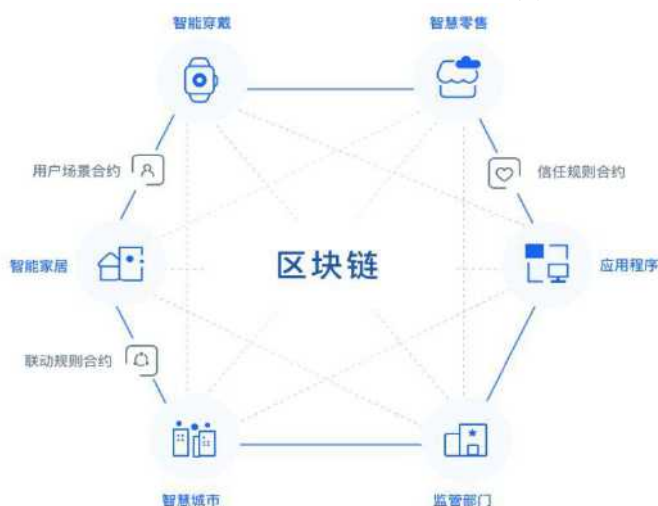 智能穿戴
智慧零售
用户场景合约
信任规则合约
智能家居
区块链
应用程序
联动规则合约
智慧城市
监管部门